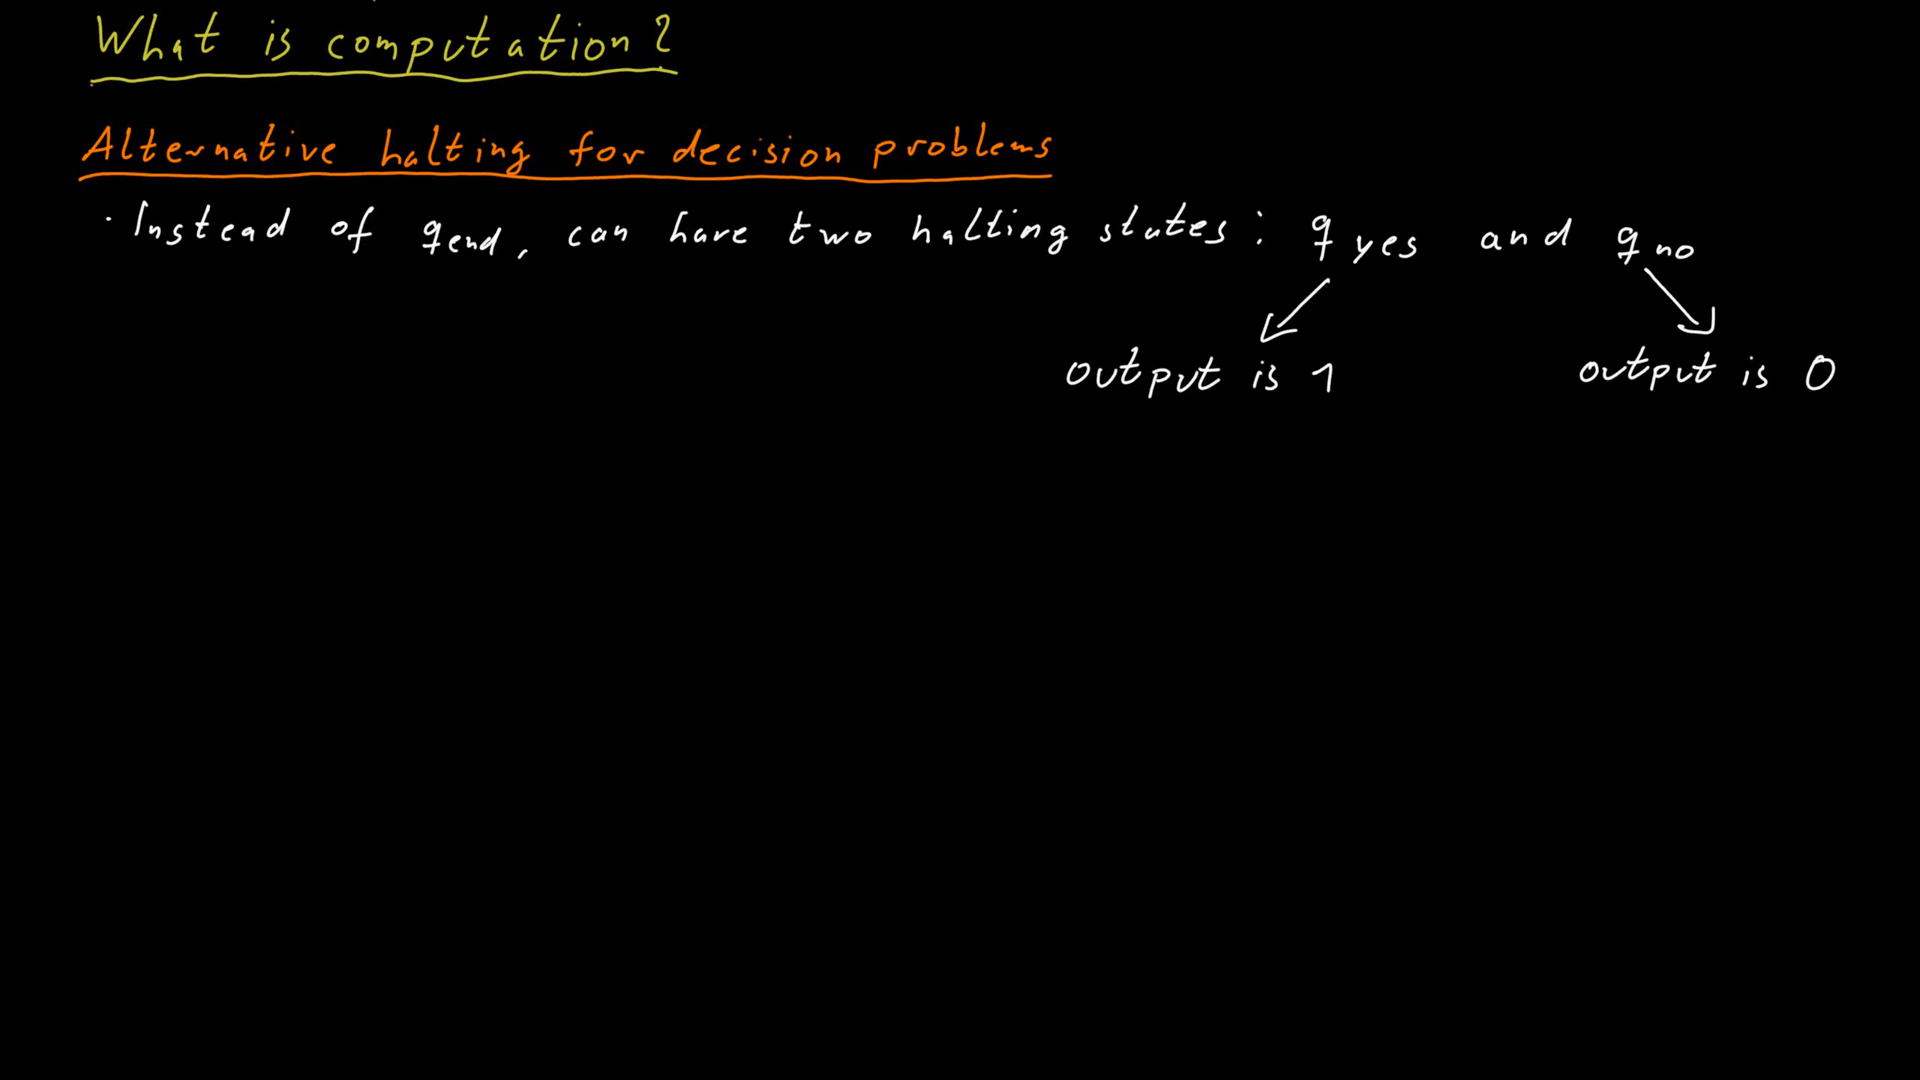 What is computation?
Alternative halting for decision problems
· Instead of qend, can have two halting states: qyes and qno
output is 1 output is 0